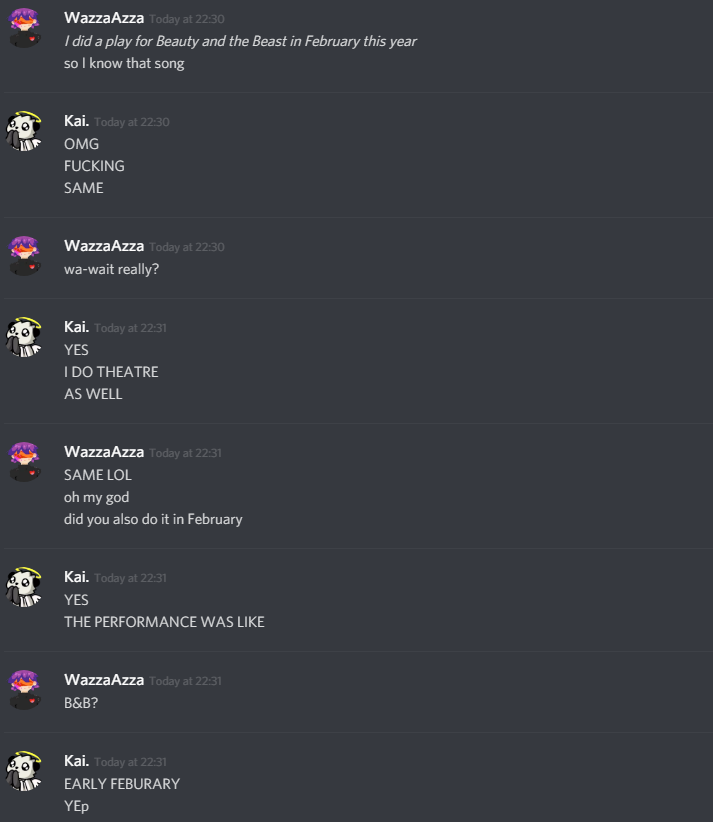 WazzaAzza Today at 22:30
I did a play for Beauty and the Beast in February this year
so I know that song
Kai. Today at 22:30
OMG
FUCKING
SAME
WazzaAzza Today at 22:30
wa-wait really?
Kai. Today at 22:31
YES
I DO THEATRE
AS WELL
WazzaAzza Today at 22:31
SAME LOL
oh my god
did you also do it in February
Kai. Today at 22:31
YES
THE PERFORMANCE WAS LIKE
WazzaAzza Today at 22:31
B&B?
Kai. Today at 22:31
EARLY FEBURARY
YEp